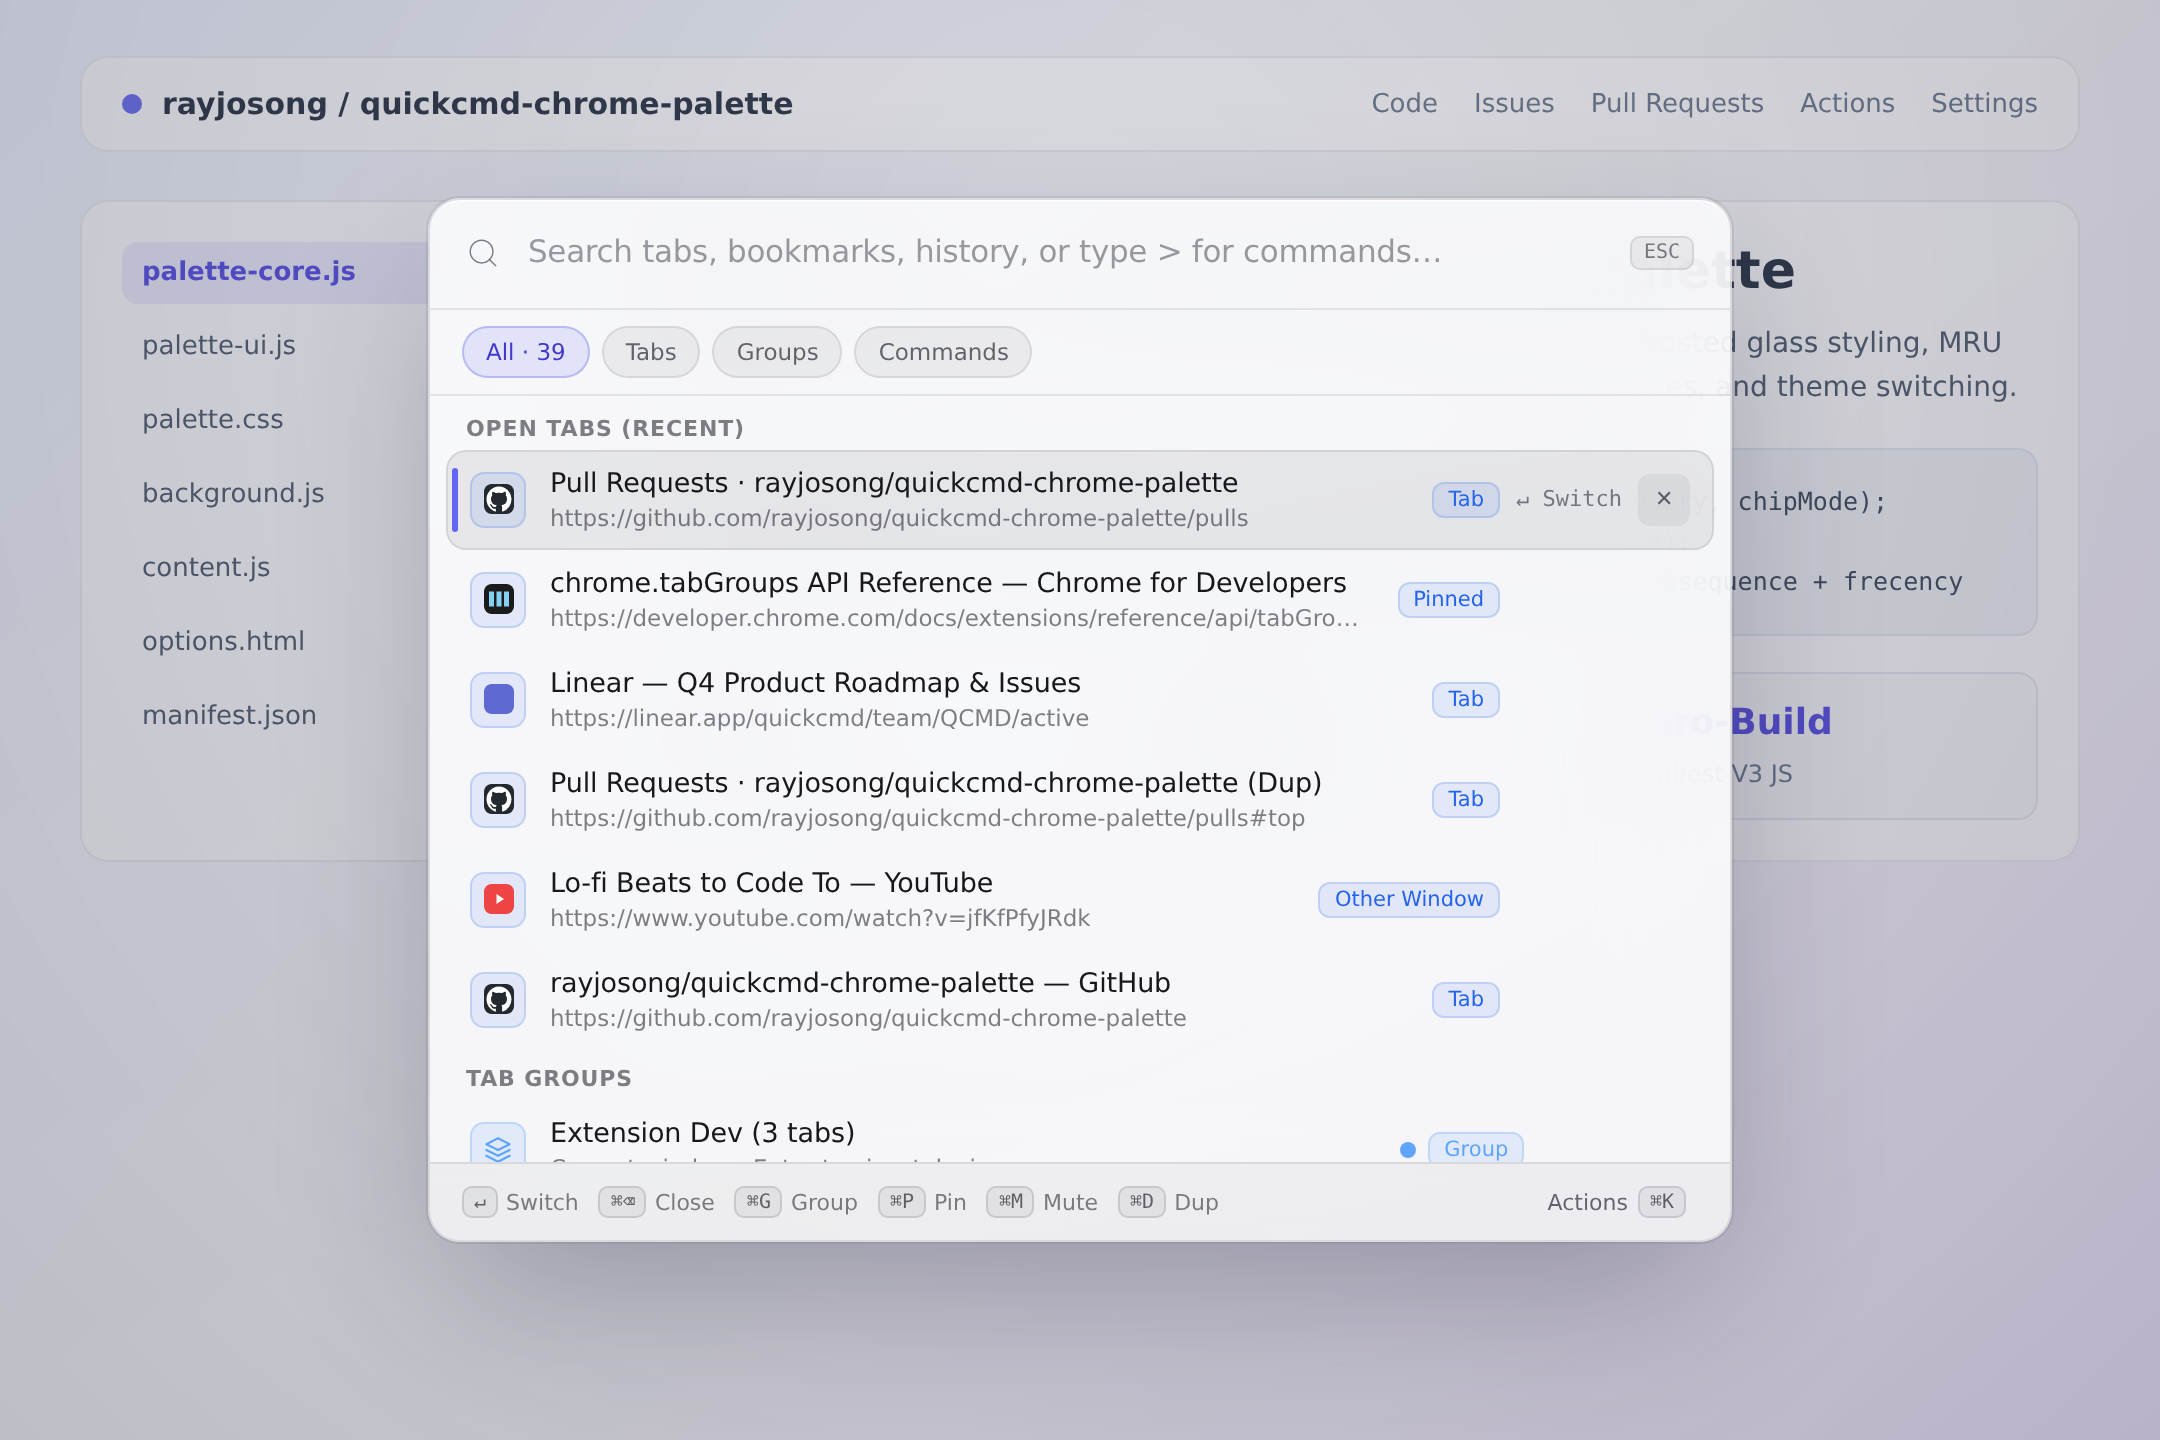 rayjosong / quickcmd-chrome-palette
Code Issues Pull Requests Actions Settings
palette-core.js
palette-ui.js
palette.css
background.js
content.js
options.html
manifest.json
Search tabs, bookmarks, history, or type > for commands...
ESC
All · 39
Tabs
Groups
Commands
OPEN TABS (RECENT)
Pull Requests · rayjosong/quickcmd-chrome-palette
https://github.com/rayjosong/quickcmd-chrome-palette/pulls
Tab ↵ Switch ✕
chrome.tabGroups API Reference — Chrome for Developers
https://developer.chrome.com/docs/extensions/reference/api/tabGro…
Pinned
Linear — Q4 Product Roadmap & Issues
https://linear.app/quickcmd/team/QCMD/active
Tab
Pull Requests · rayjosong/quickcmd-chrome-palette (Dup)
https://github.com/rayjosong/quickcmd-chrome-palette/pulls#top
Tab
Lo-fi Beats to Code To — YouTube
https://www.youtube.com/watch?v=jfKfPfyJRdk
Other Window
rayjosong/quickcmd-chrome-palette — GitHub
https://github.com/rayjosong/quickcmd-chrome-palette
Tab
TAB GROUPS
Extension Dev (3 tabs)
Group
↵ Switch ⌘⌫ Close ⌘G Group ⌘P Pin ⌘M Mute ⌘D Dup
Actions ⌘K
glass styling, MRU
and theme switching.
chipMode);
+ frecency
-Build
V3 JS